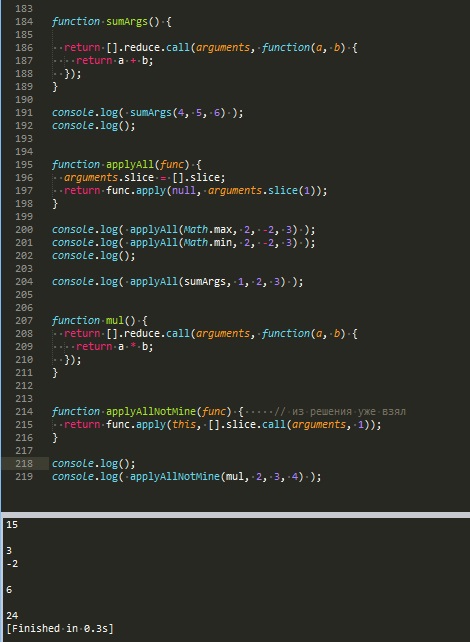 183
184 function sumArgs() {
185
186   return [].reduce.call(arguments, function(a, b) {
187     return a + b;
188   });
189 }
190
191 console.log( sumArgs(4, 5, 6) );
192 console.log();
193
194
195 function applyAll(func) {
196   arguments.slice = [].slice;
197   return func.apply(null, arguments.slice(1));
198 }
199
200 console.log( applyAll(Math.max, 2, -2, 3) );
201 console.log( applyAll(Math.min, 2, -2, 3) );
202 console.log();
203
204 console.log( applyAll(sumArgs, 1, 2, 3) );
205
206
207 function mul() {
208   return [].reduce.call(arguments, function(a, b) {
209     return a * b;
210   });
211 }
212
213
214 function applyAllNotMine(func) {     // из решения уже взял
215   return func.apply(this, [].slice.call(arguments, 1));
216 }
217
218 console.log();
219 console.log( applyAllNotMine(mul, 2, 3, 4) );
15
3
-2
6
24
[Finished in 0.3s]